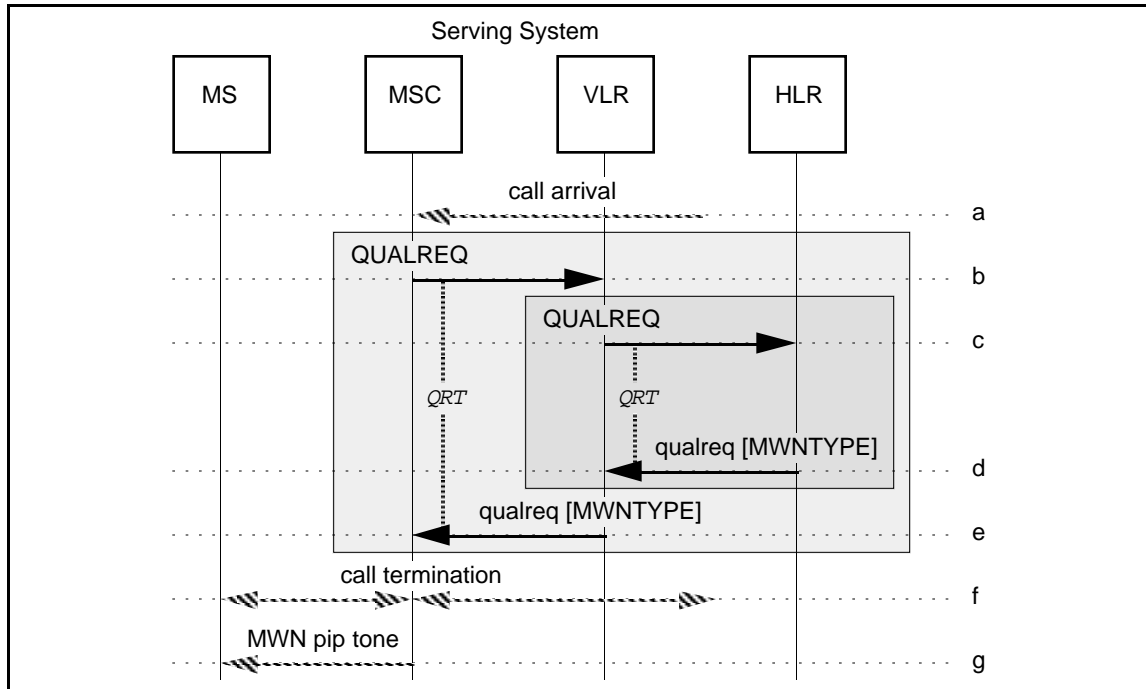 Serving System
MS
MSC
VLR
HLR
call arrival
a
QUALREQ
b
QUALREQ
c
QRT
QRT
qualreq [MWNTYPE]
d
qualreq [MWNTYPE]
e
call termination
f
MWN pip tone
g